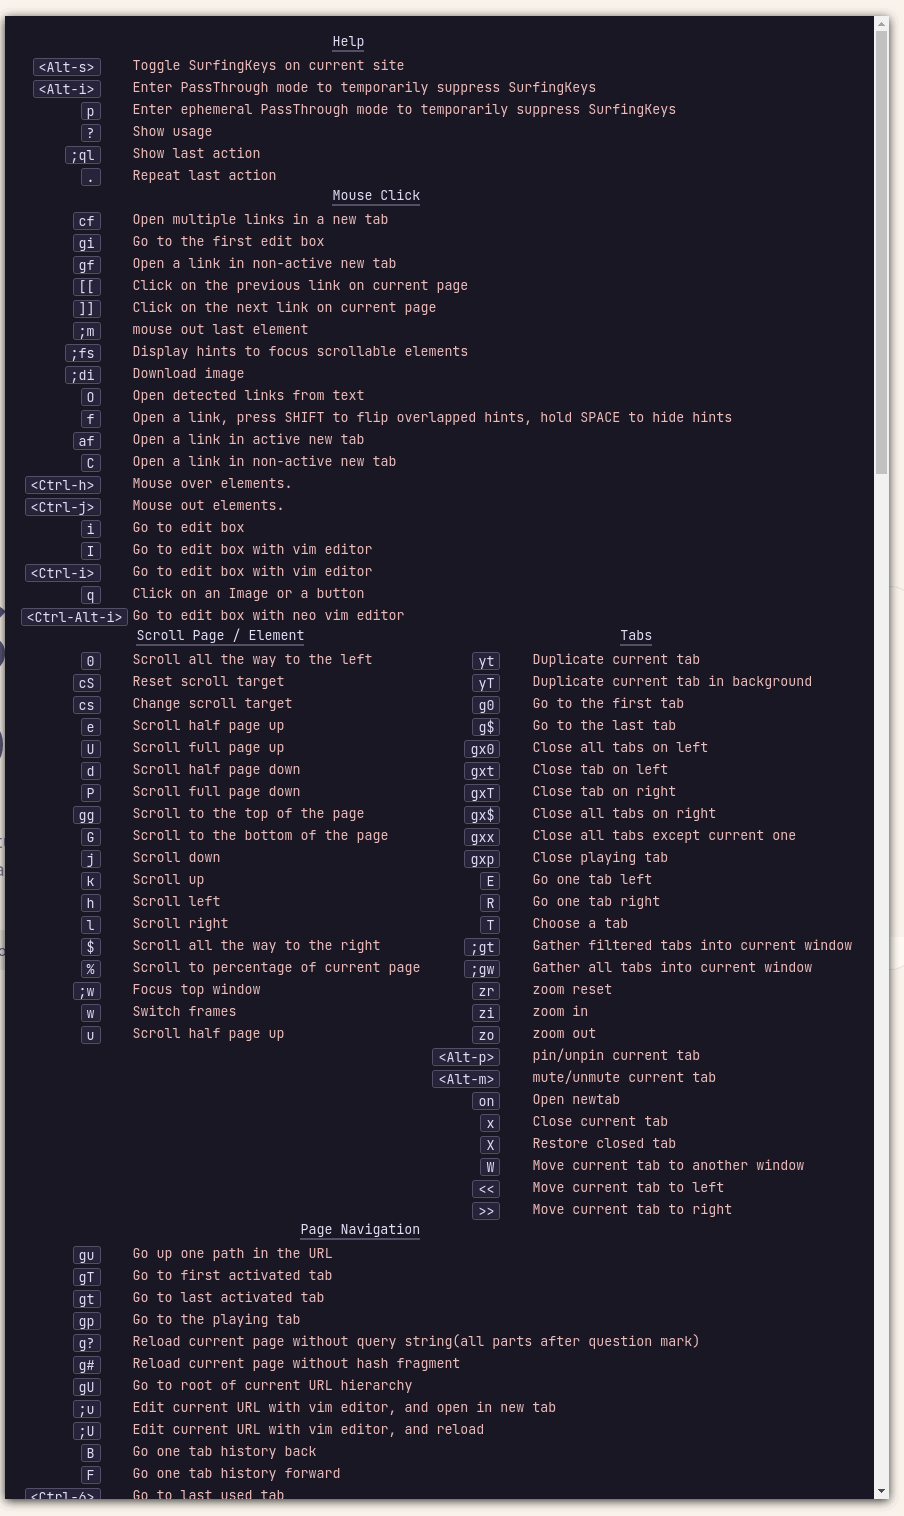 Help
<Alt-s> Toggle SurfingKeys on current site
<Alt-i> Enter PassThrough mode to temporarily suppress SurfingKeys
p Enter ephemeral PassThrough mode to temporarily suppress SurfingKeys
? Show usage
;ql Show last action
. Repeat last action
Mouse Click
cf Open multiple links in a new tab
gi Go to the first edit box
gf Open a link in non-active new tab
[[ Click on the previous link on current page
]] Click on the next link on current page
;m mouse out last element
;fs Display hints to focus scrollable elements
;di Download image
O Open detected links from text
f Open a link, press SHIFT to flip overlapped hints, hold SPACE to hide hints
af Open a link in active new tab
C Open a link in non-active new tab
<Ctrl-h> Mouse over elements.
<Ctrl-j> Mouse out elements.
i Go to edit box
I Go to edit box with vim editor
<Ctrl-i> Go to edit box with vim editor
q Click on an Image or a button
<Ctrl-Alt-i> Go to edit box with neo vim editor
Scroll Page / Element
0 Scroll all the way to the left
cS Reset scroll target
cs Change scroll target
e Scroll half page up
U Scroll full page up
d Scroll half page down
P Scroll full page down
gg Scroll to the top of the page
G Scroll to the bottom of the page
j Scroll down
k Scroll up
h Scroll left
l Scroll right
$ Scroll all the way to the right
% Scroll to percentage of current page
;w Focus top window
w Switch frames
u Scroll half page up
Tabs
yt Duplicate current tab
yT Duplicate current tab in background
g0 Go to the first tab
g$ Go to the last tab
gx0 Close all tabs on left
gxt Close tab on left
gxT Close tab on right
gx$ Close all tabs on right
gxx Close all tabs except current one
gxp Close playing tab
E Go one tab left
R Go one tab right
T Choose a tab
;gt Gather filtered tabs into current window
;gw Gather all tabs into current window
zr zoom reset
zi zoom in
zo zoom out
<Alt-p> pin/unpin current tab
<Alt-m> mute/unmute current tab
on Open newtab
x Close current tab
X Restore closed tab
W Move current tab to another window
<< Move current tab to left
>> Move current tab to right
Page Navigation
gu Go up one path in the URL
gT Go to first activated tab
gt Go to last activated tab
gp Go to the playing tab
g? Reload current page without query string(all parts after question mark)
g# Reload current page without hash fragment
gU Go to root of current URL hierarchy
;u Edit current URL with vim editor, and open in new tab
;U Edit current URL with vim editor, and reload
B Go one tab history back
F Go one tab history forward
<Ctrl-6> Go to last used tab